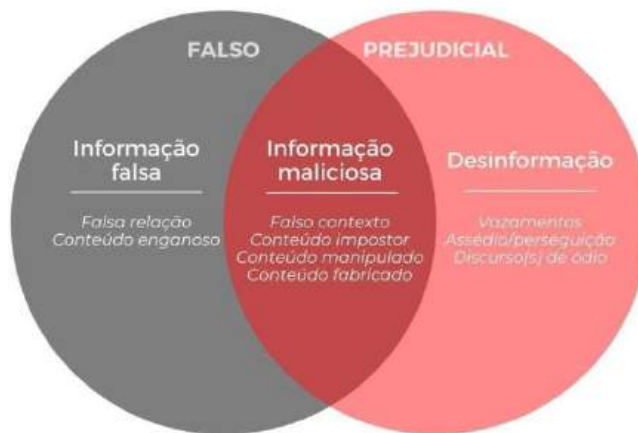 FALSO
PREJUDICIAL
Informação
falsa
Falsa relação
Conteúdo enganoso
Informação
maliciosa
Falso contexto
Conteúdo impostor
Conteúdo manipulado
Conteúdo fabricado
Desinformação
Vazamentos
Assédio/perseguição
Discurso(s) de ódio